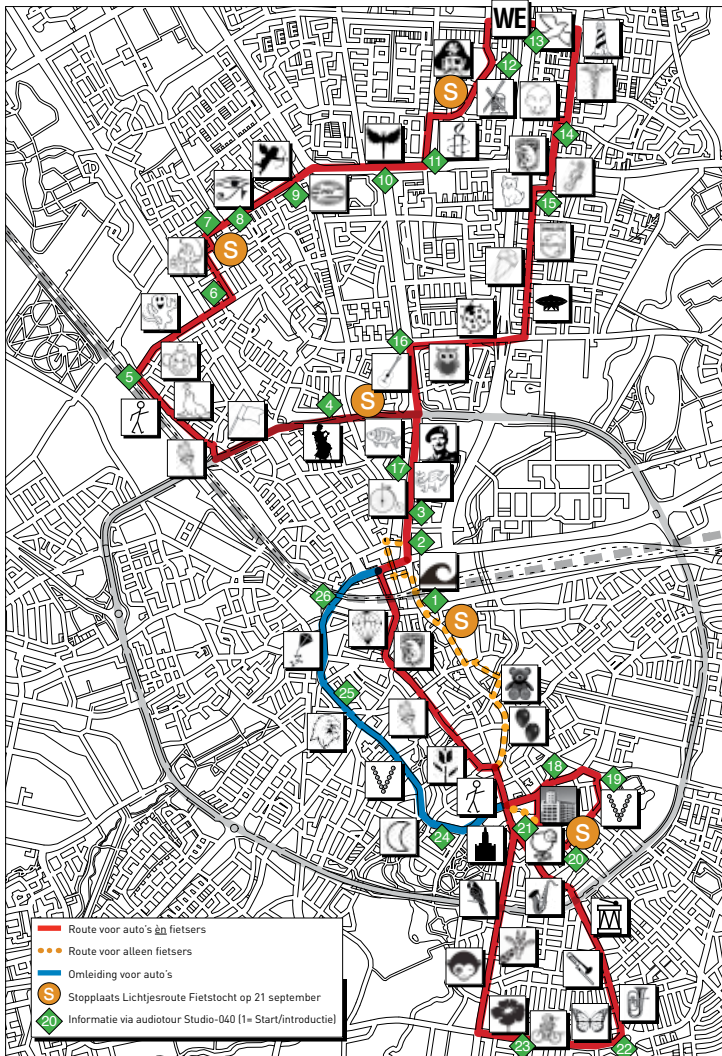 WE
13
12
S
14
11
10
15
9
7
8
S
6
16
5
S
4
17
3
2
1
26
S
25
18
19
21
S
24
20
Route voor auto's èn fietsers
Route voor alleen fietsers
Omleiding voor auto's
S Stopplaats Lichtjesroute Fietstocht op 21 september
20 Informatie via audiotour Studio-040 (1= Start/introductie)
23
22